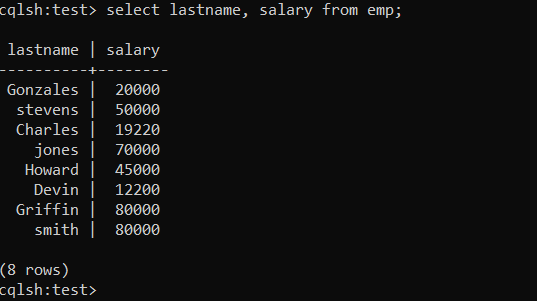 cqlsh:test> select lastname, salary from emp;
 lastname | salary
----------+--------
 Gonzales |  20000
  stevens |  50000
  Charles |  19220
    jones |  70000
   Howard |  45000
    Devin |  12200
  Griffin |  80000
    smith |  80000
(8 rows)
cqlsh:test>